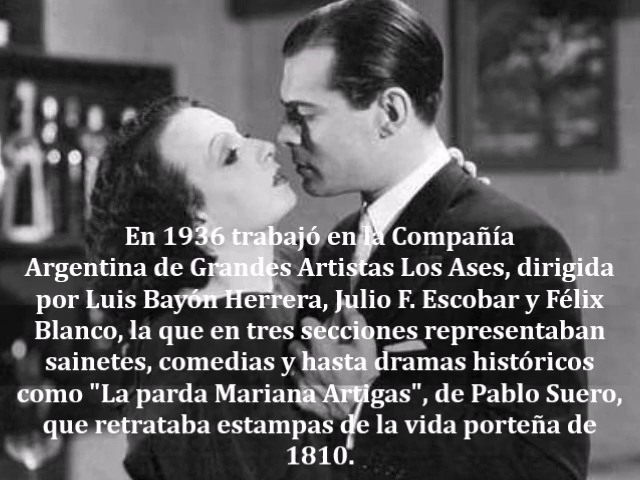 En 1936 trabajó en la Compañía
Argentina de Grandes Artistas Los Ases, dirigida
por Luis Bayón Herrera, Julio F. Escobar y Félix
Blanco, la que en tres secciones representaban
sainetes, comedias y hasta dramas históricos
como "La parda Mariana Artigas", de Pablo Suero,
que retrataba estampas de la vida porteña de
1810.